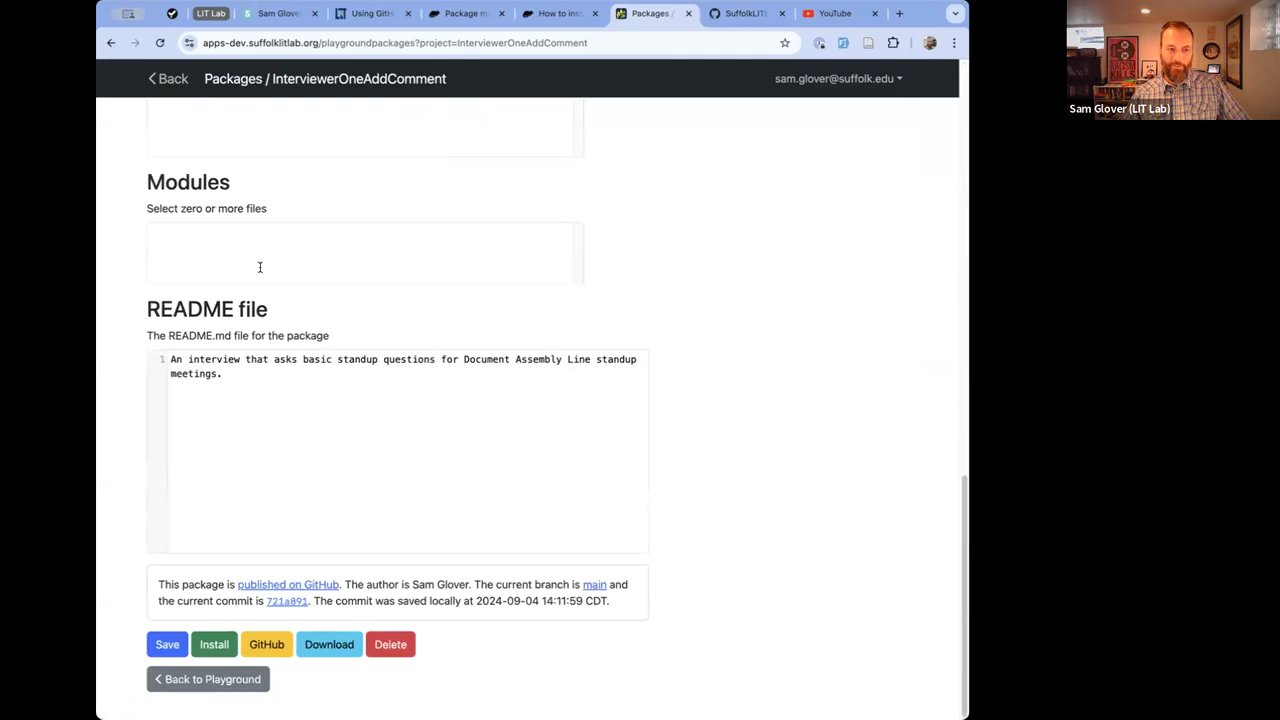 LIT Lab
Sam Glove
Using GitH
Package m
How to inst
Packages /
SuffolkLIT
YouTube
apps-dev.suffolklitlab.org/playgroundpackages?project=InterviewerOneAddComment
Back
Packages / InterviewerOneAddComment
sam.glover@suffolk.edu
Sam Glover (LIT Lab)
Modules
Select zero or more files
README file
The README.md file for the package
1 An interview that asks basic standup questions for Document Assembly Line standup
meetings.
This package is published on GitHub. The author is Sam Glover. The current branch is main and
the current commit is 721a891. The commit was saved locally at 2024-09-04 14:11:59 CDT.
Save
Install
GitHub
Download
Delete
Back to Playground